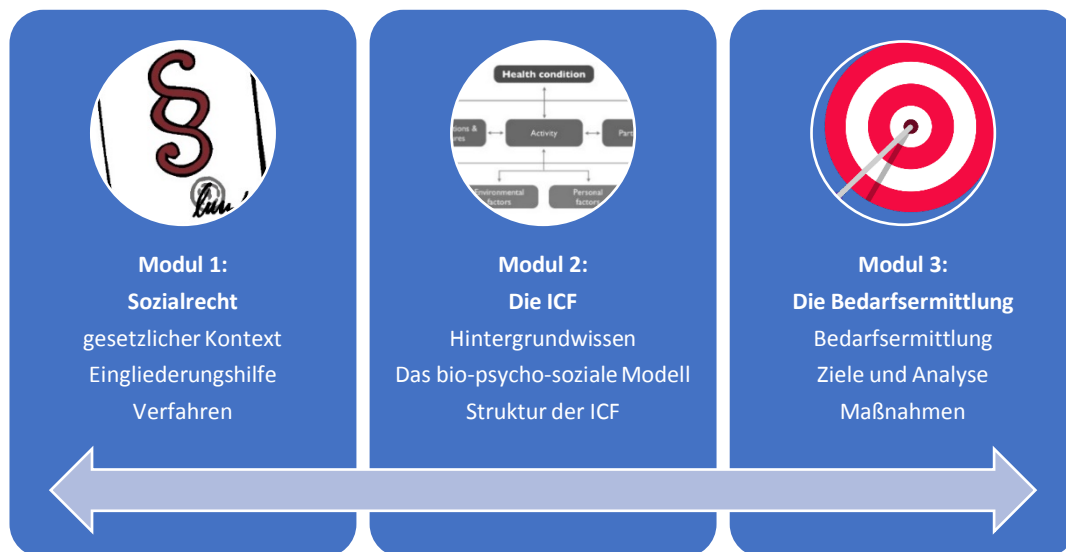 Health condition
Activity
Environmental
factors
Personal
factors
Modul 1:
Sozialrecht
gesetzlicher Kontext
Eingliederungshilfe
Verfahren
Modul 2:
Die ICF
Hintergrundwissen
Das bio-psycho-soziale Modell
Struktur der ICF
Modul 3:
Die Bedarfsermittlung
Bedarfsermittlung
Ziele und Analyse
Maßnahmen